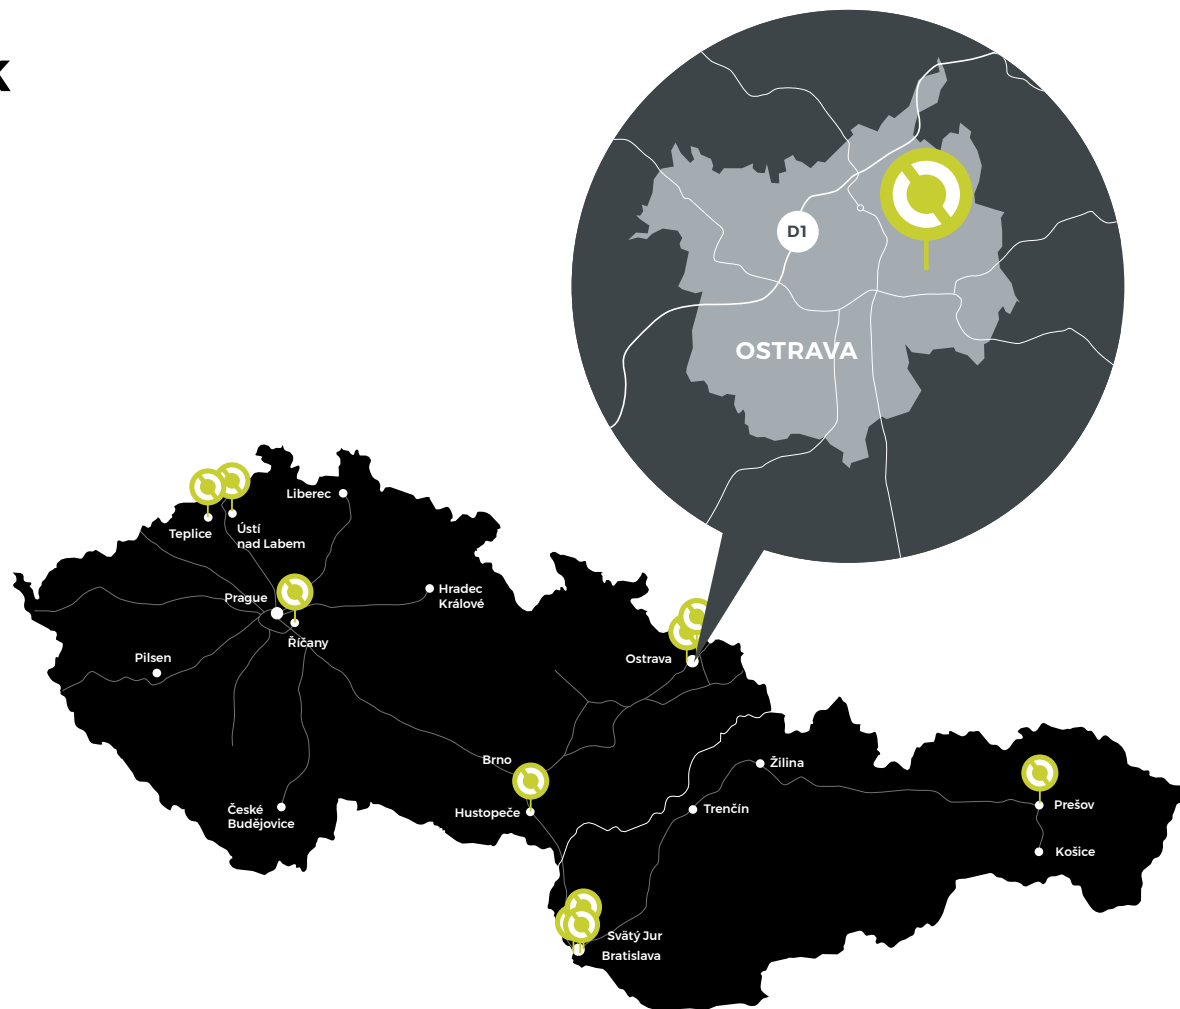 K
D1
OSTRAVA
Liberec
Teplice
Ústí
nad Labem
Prague
Hradec
Králové
Říčany
Pilsen
Ostrava
Brno
Žilina
České
Budějovice
Hustopeče
Trenčín
Prešov
Košice
Svätý Jur
Bratislava